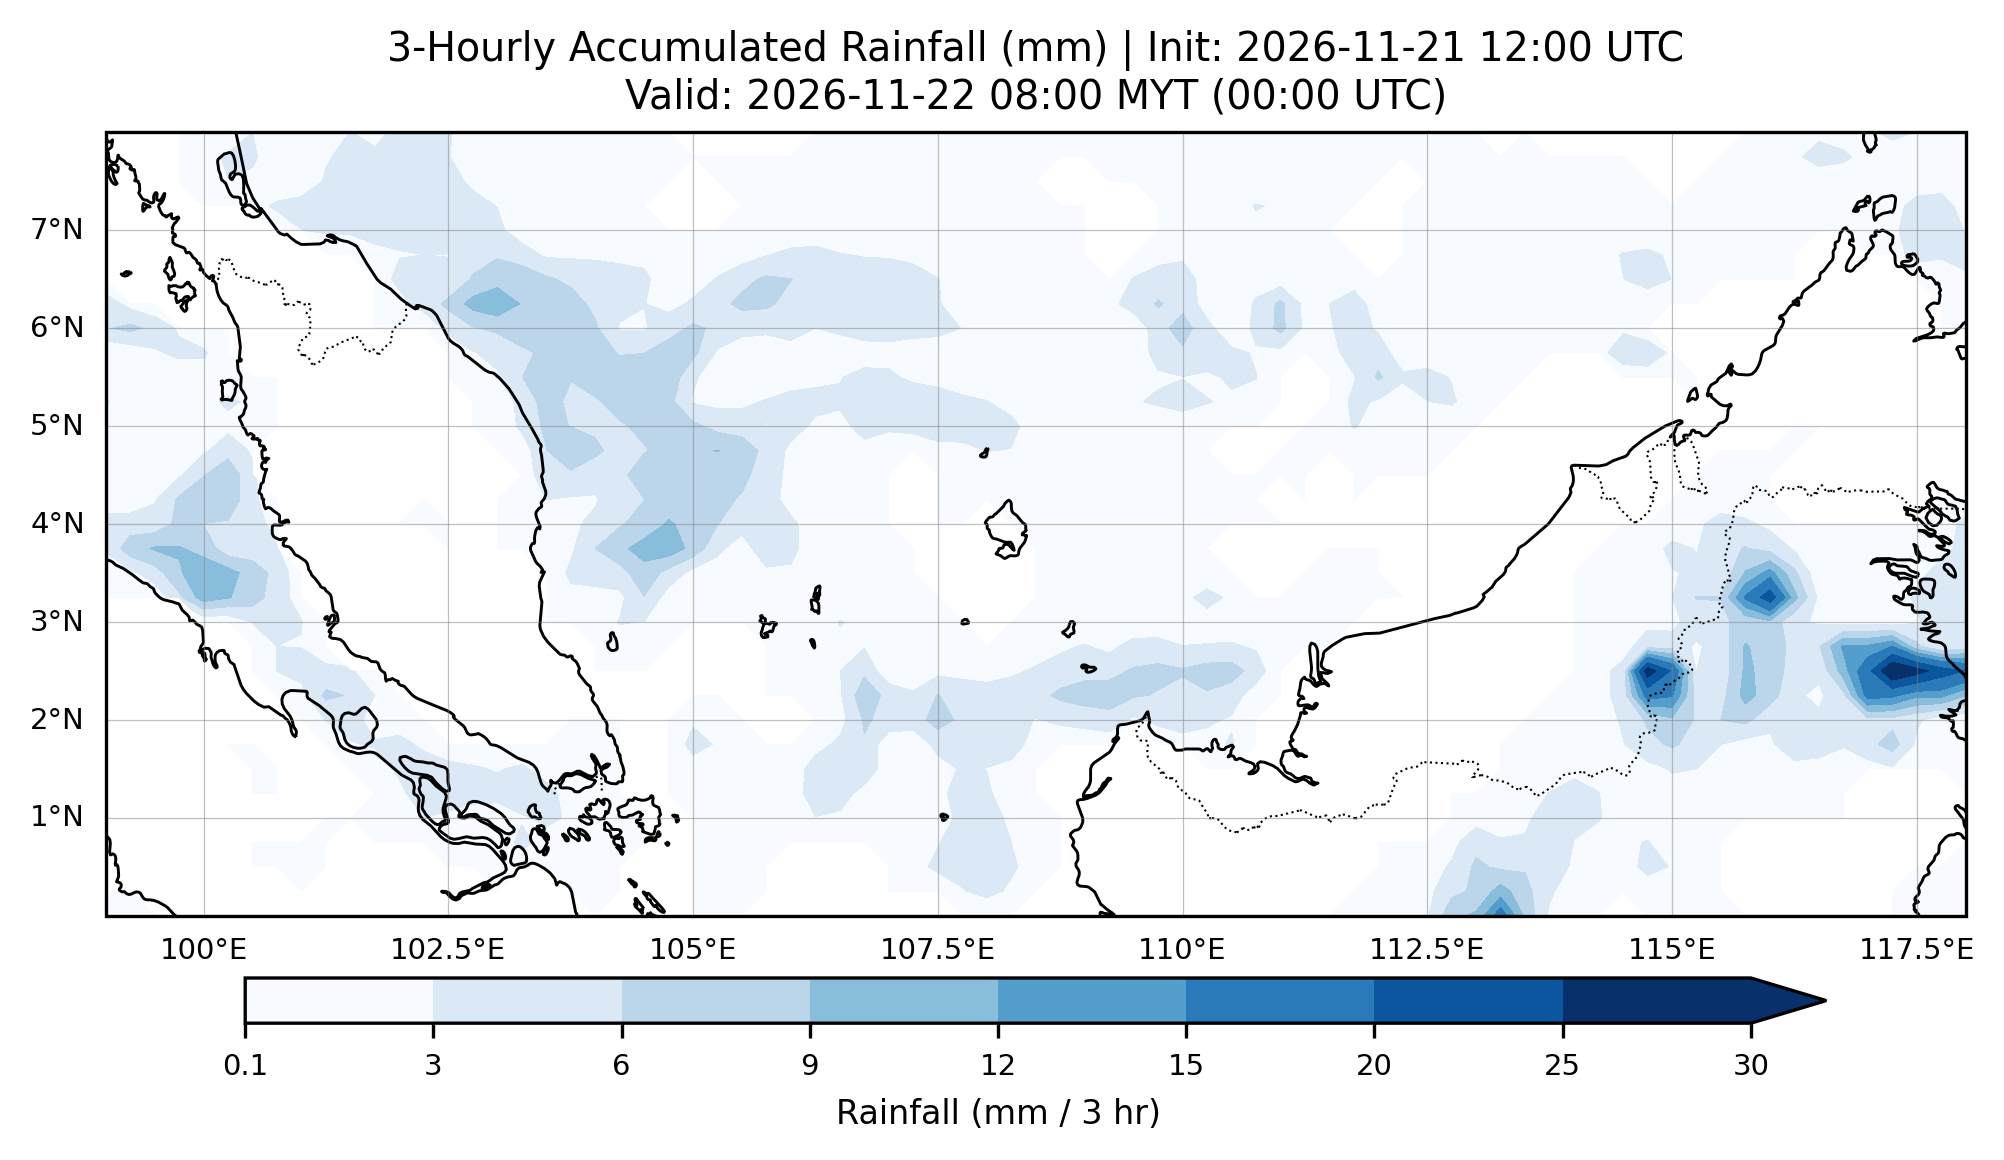 3-Hourly Accumulated Rainfall (mm) | Init: 2026-11-21 12:00 UTC
Valid: 2026-11-22 08:00 MYT (00:00 UTC)
7°N
6°N
5°N
4°N
3°N
2°N
1°N
100°E 102.5°E 105°E 107.5°E 110°E 112.5°E 115°E 117.5°E
0.1 3 6 9 12 15 20 25 30
Rainfall (mm / 3 hr)